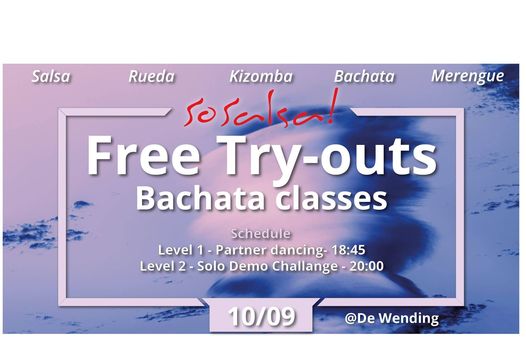 Salsa Rueda Kizomba Bachata Merengue
sosalsa!
Free Try-outs
Bachata classes
Schedule
Level 1 - Partner dancing- 18:45
Level 2 - Solo Demo Challange - 20:00
10/09 @De Wending